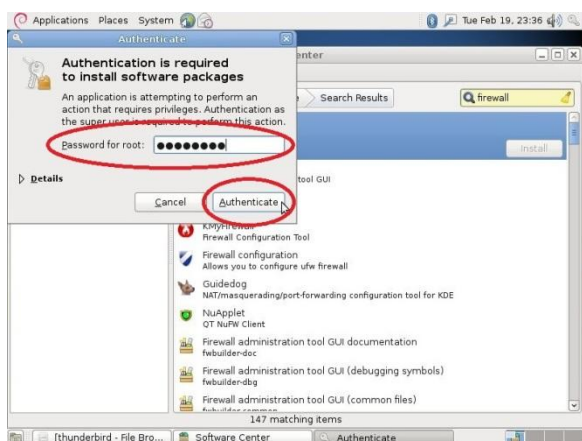 Applications Places System
Tue Feb 19, 23:36
Authenticate
enter
Authentication is required
to install software packages
An application is attempting to perform an
action that requires privileges. Authentication as
the super user is required to perform this action.
Password for root:
Details
Cancel Authenticate
Search Results
firewall
Install
tool GUI
KMyFirewall
Firewall Configuration Tool
Firewall configuration
Allows you to configure ufw firewall
Guidedog
NAT/masquerading/port-forwarding configuration tool for KDE
NuApplet
QT NuFW Client
Firewall administration tool GUI documentation
fwbuilder-doc
Firewall administration tool GUI (debugging symbols)
fwbuilder-dbg
Firewall administration tool GUI (common files)
fwbuilder-common
147 matching items
[thunderbird - File Bro... Software Center Authenticate